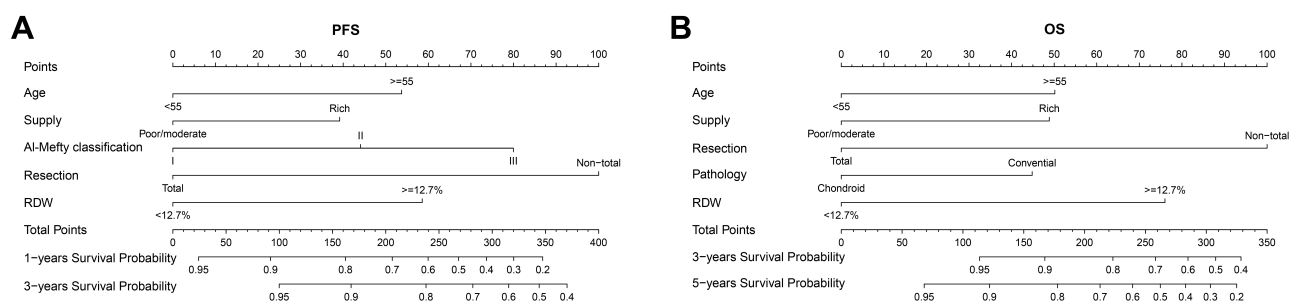 A
PFS
0 10 20 30 40 50 60 70 80 90 100
Points
>=55
Age
<55
Rich
Supply
Poor/moderate
II
Al-Mefty classification
I
III
Non-total
Resection
Total
>=12.7%
RDW
<12.7%
Total Points
0 50 100 150 200 250 300 350 400
1-years Survival Probability
0.95 0.9 0.8 0.7 0.6 0.5 0.4 0.3 0.2
3-years Survival Probability
0.95 0.9 0.8 0.7 0.6 0.5 0.4
B
OS
0 10 20 30 40 50 60 70 80 90 100
Points
>=55
Age
<55
Rich
Supply
Poor/moderate
Non-total
Resection
Total
Convential
Pathology
Chondroid
>=12.7%
RDW
<12.7%
Total Points
0 50 100 150 200 250 300 350
3-years Survival Probability
0.95 0.9 0.8 0.7 0.6 0.5 0.4
5-years Survival Probability
0.95 0.9 0.8 0.7 0.6 0.5 0.4 0.3 0.2